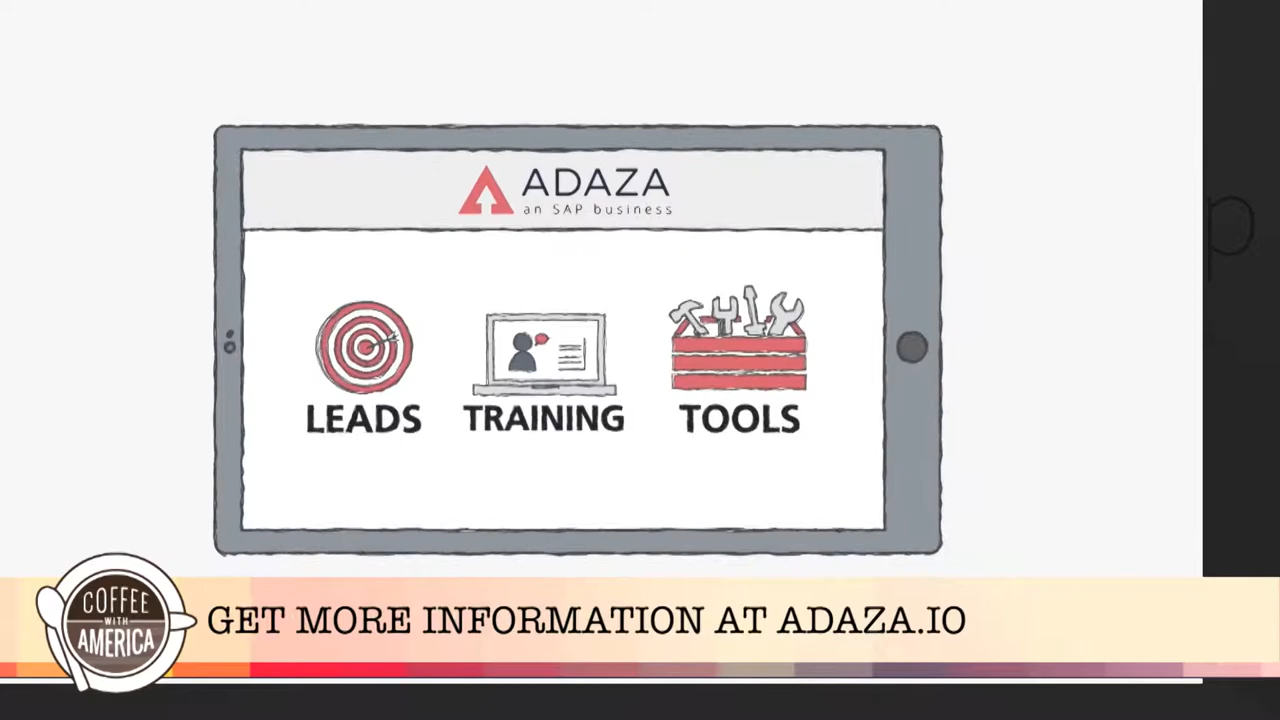 ADAZA
an SAP business
LEADS
TRAINING
TOOLS
p
COFFEE
WITH
AMERICA
GET MORE INFORMATION AT ADAZA.IO